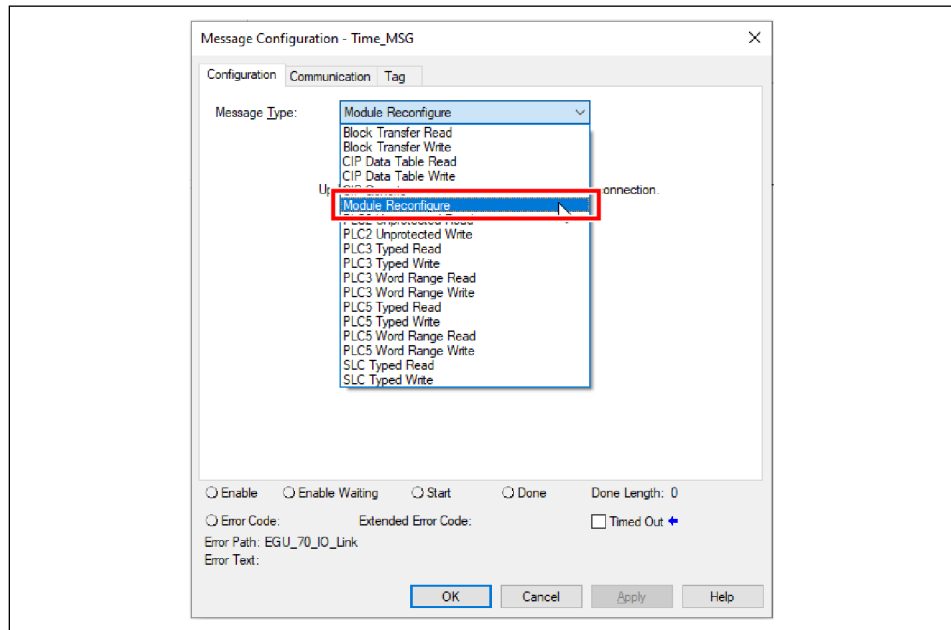 Message Configuration - Time_MSG
Configuration Communication Tag
Message Type: Module Reconfigure
Block Transfer Read
Block Transfer Write
CIP Data Table Read
CIP Data Table Write
onnection.
Module Reconfigure
PLC2 Unprotected Write
PLC3 Typed Read
PLC3 Typed Write
PLC3 Word Range Read
PLC3 Word Range Write
PLC5 Typed Read
PLC5 Typed Write
PLC5 Word Range Read
PLC5 Word Range Write
SLC Typed Read
SLC Typed Write
Enable Enable Waiting Start Done Done Length: 0
Error Code: Extended Error Code: Timed Out
Error Path: EGU_70_IO_Link
Error Text:
OK Cancel Apply Help